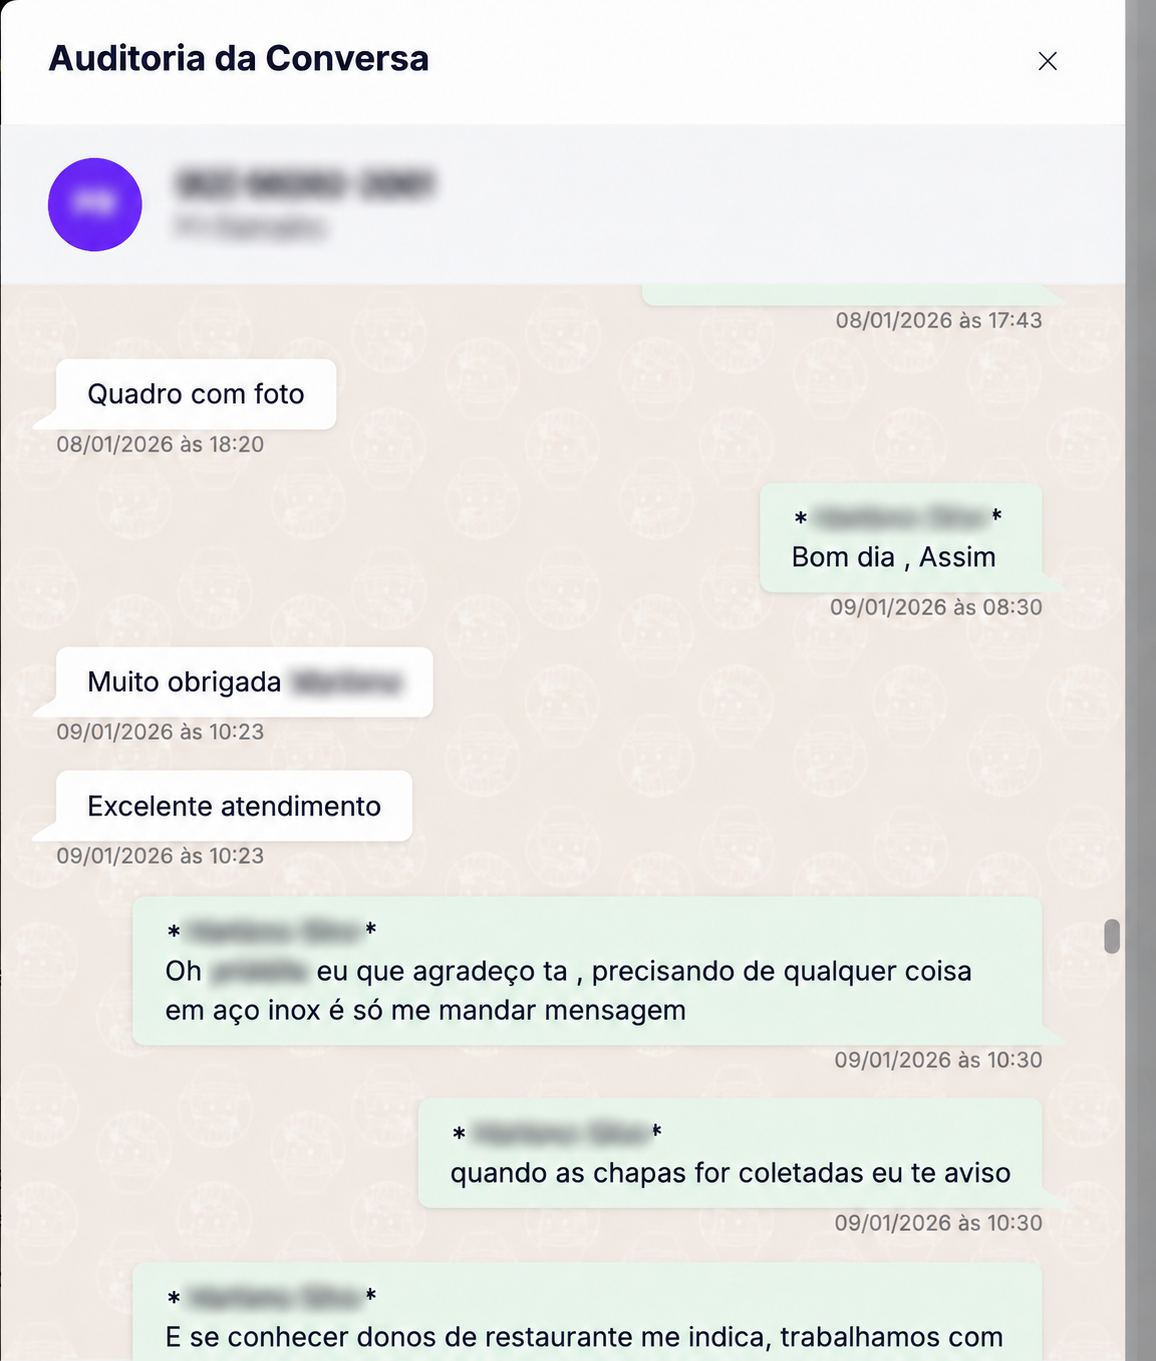 Auditoria da Conversa
08/01/2026 às 17:43
Quadro com foto
08/01/2026 às 18:20
* *
Bom dia , Assim
09/01/2026 às 08:30
Muito obrigada
09/01/2026 às 10:23
Excelente atendimento
09/01/2026 às 10:23
* *
Oh eu que agradeço ta , precisando de qualquer coisa
em aço inox é só me mandar mensagem
09/01/2026 às 10:30
* *
quando as chapas for coletadas eu te aviso
09/01/2026 às 10:30
* *
E se conhecer donos de restaurante me indica, trabalhamos com